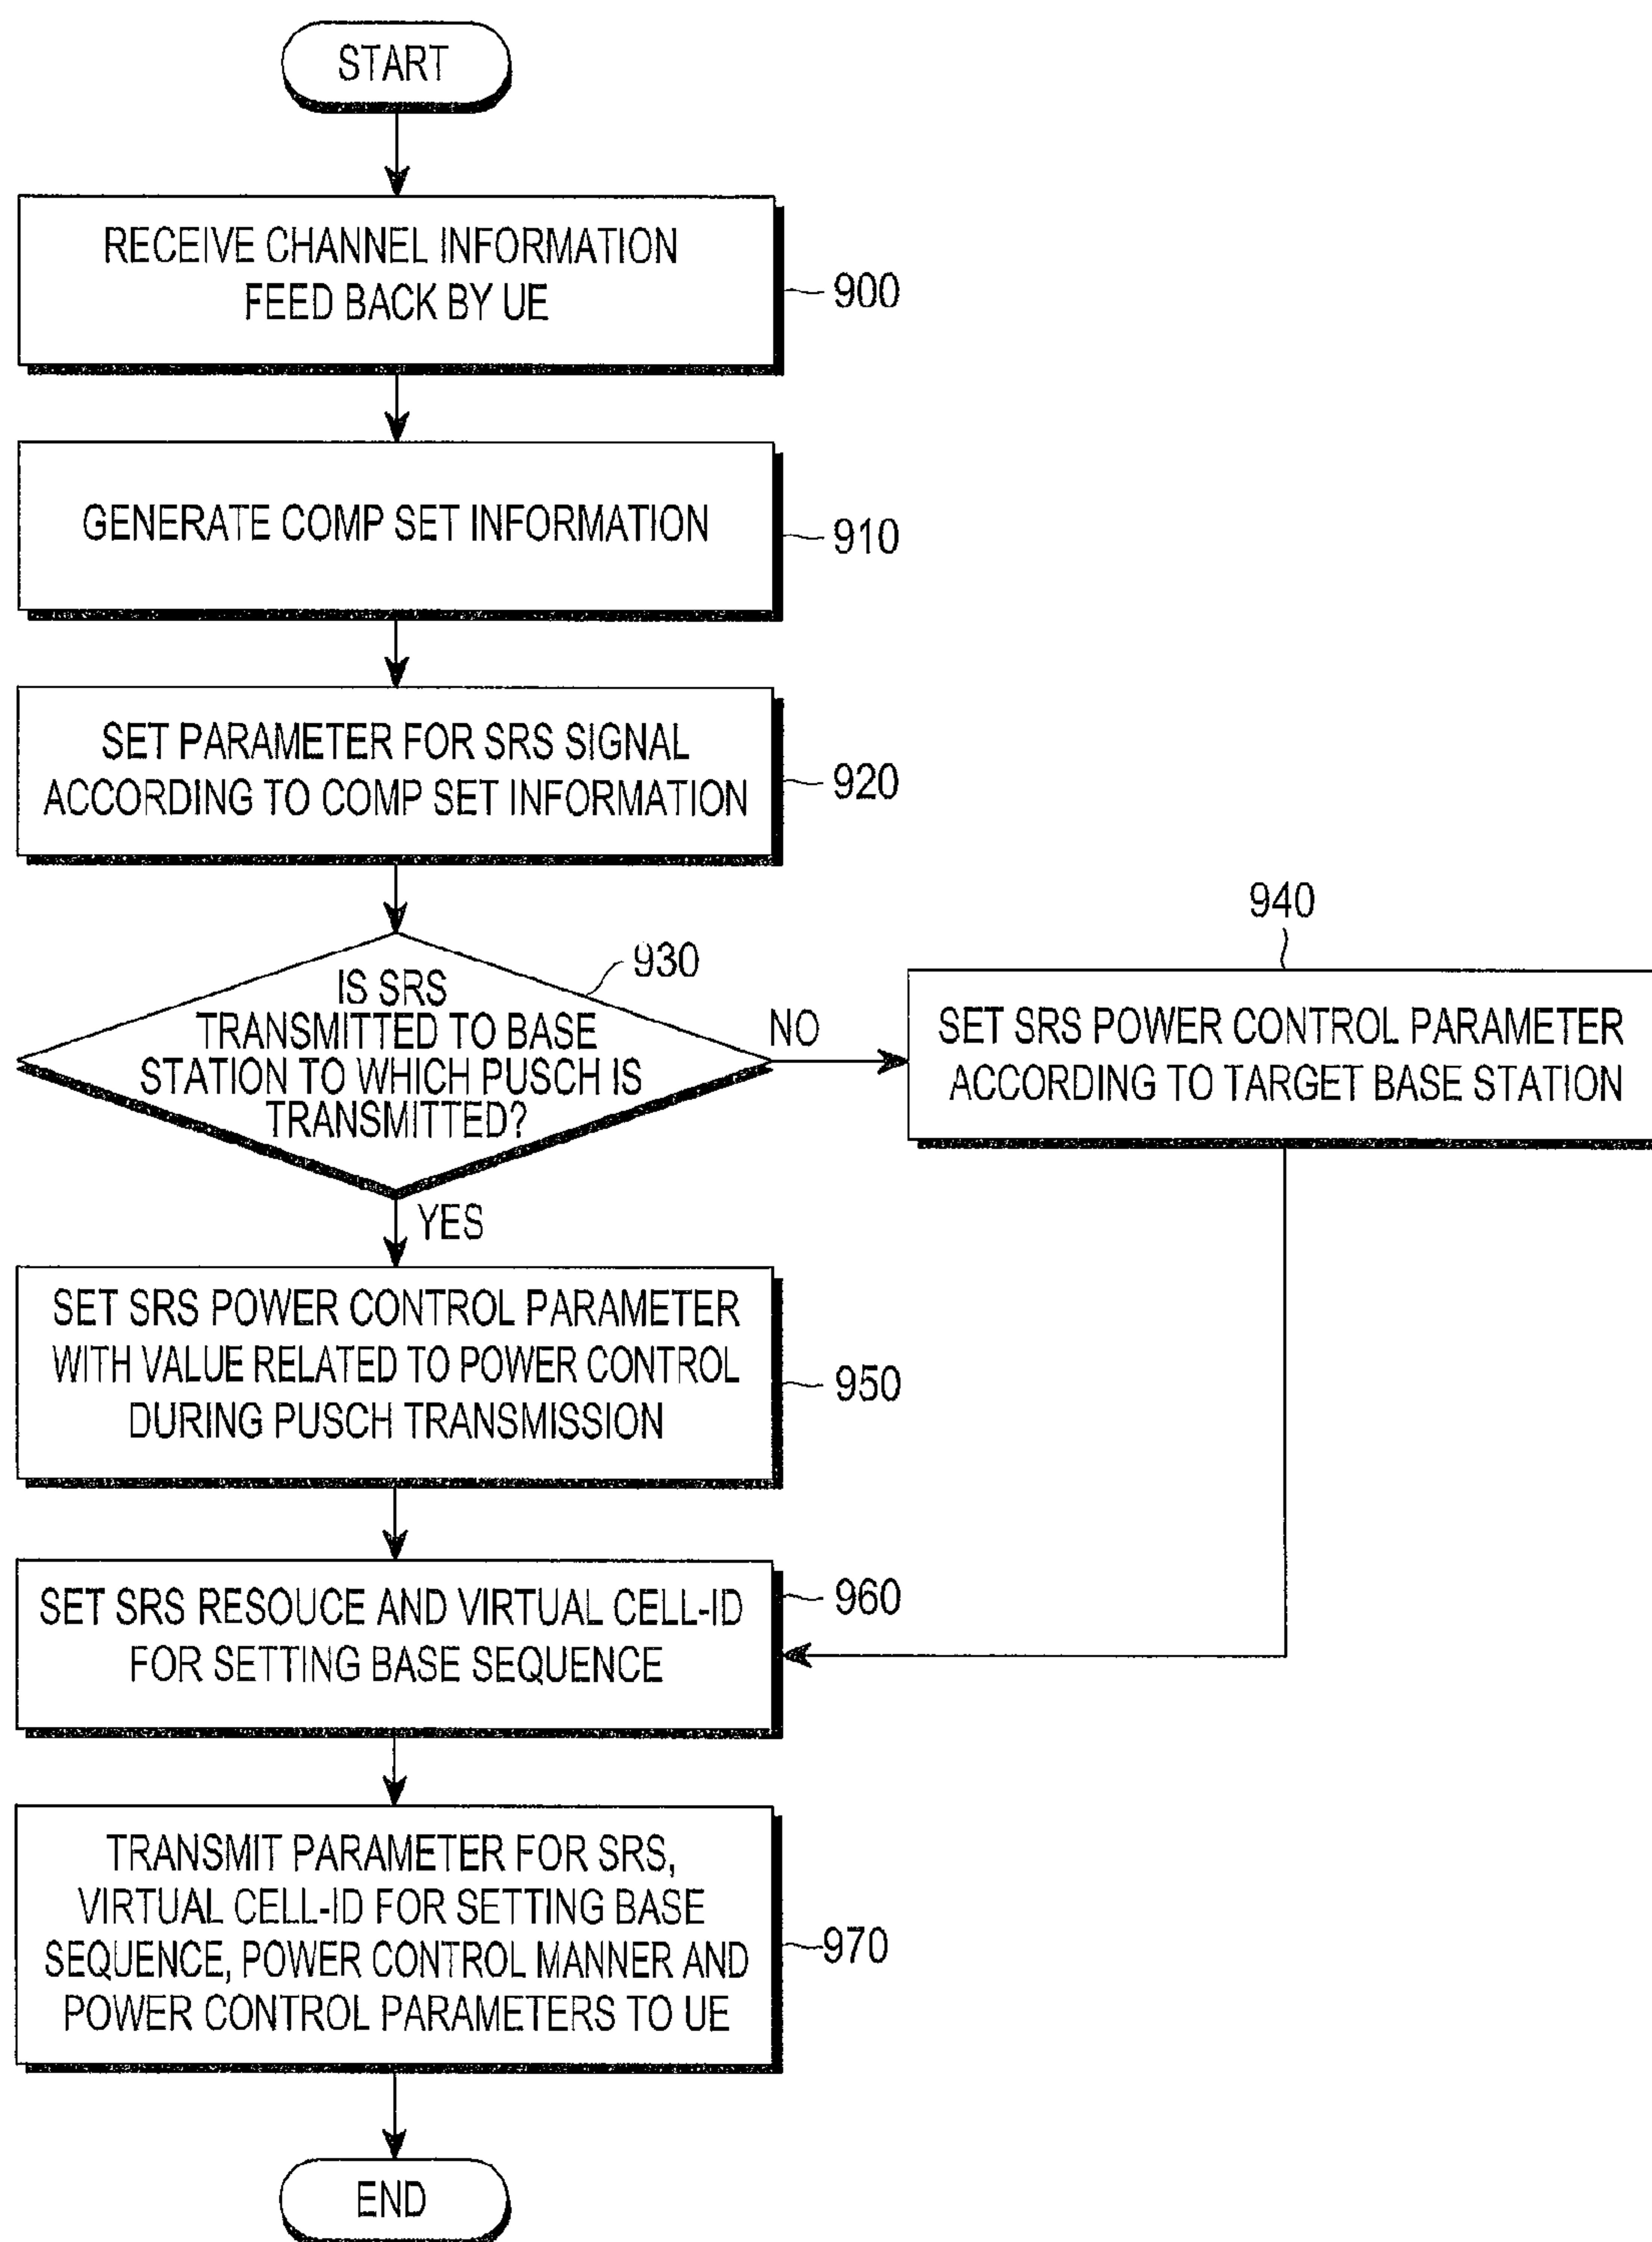 START
RECEIVE CHANNEL INFORMATION
FEED BACK BY UE
900
GENERATE COMP SET INFORMATION
910
SET PARAMETER FOR SRS SIGNAL
ACCORDING TO COMP SET INFORMATION
920
IS SRS
TRANSMITTED TO BASE
STATION TO WHICH PUSCH IS
TRANSMITTED?
930
NO
940
SET SRS POWER CONTROL PARAMETER
ACCORDING TO TARGET BASE STATION
YES
SET SRS POWER CONTROL PARAMETER
WITH VALUE RELATED TO POWER CONTROL
DURING PUSCH TRANSMISSION
950
SET SRS RESOUCE AND VIRTUAL CELL-ID
FOR SETTING BASE SEQUENCE
960
TRANSMIT PARAMETER FOR SRS,
VIRTUAL CELL-ID FOR SETTING BASE
SEQUENCE, POWER CONTROL MANNER AND
POWER CONTROL PARAMETERS TO UE
970
END